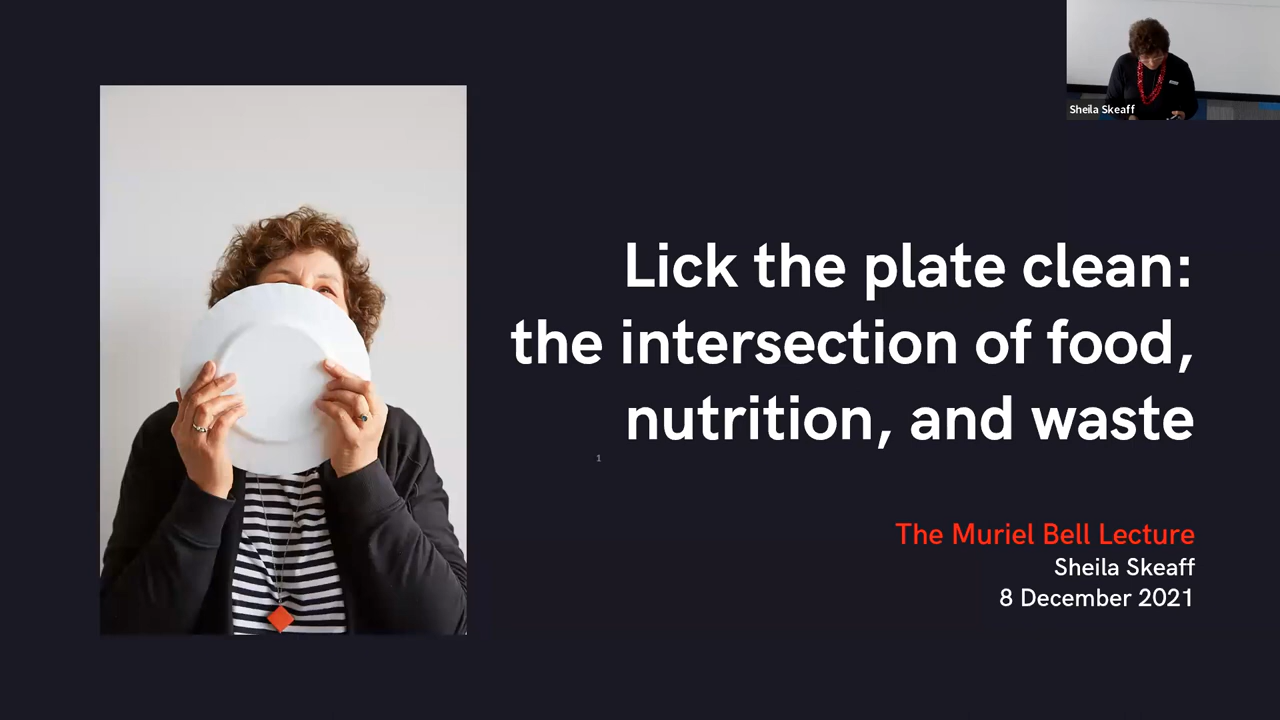 Sheila Skeaff
Lick the plate clean:
the intersection of food,
nutrition, and waste
1
The Muriel Bell Lecture
Sheila Skeaff
8 December 2021